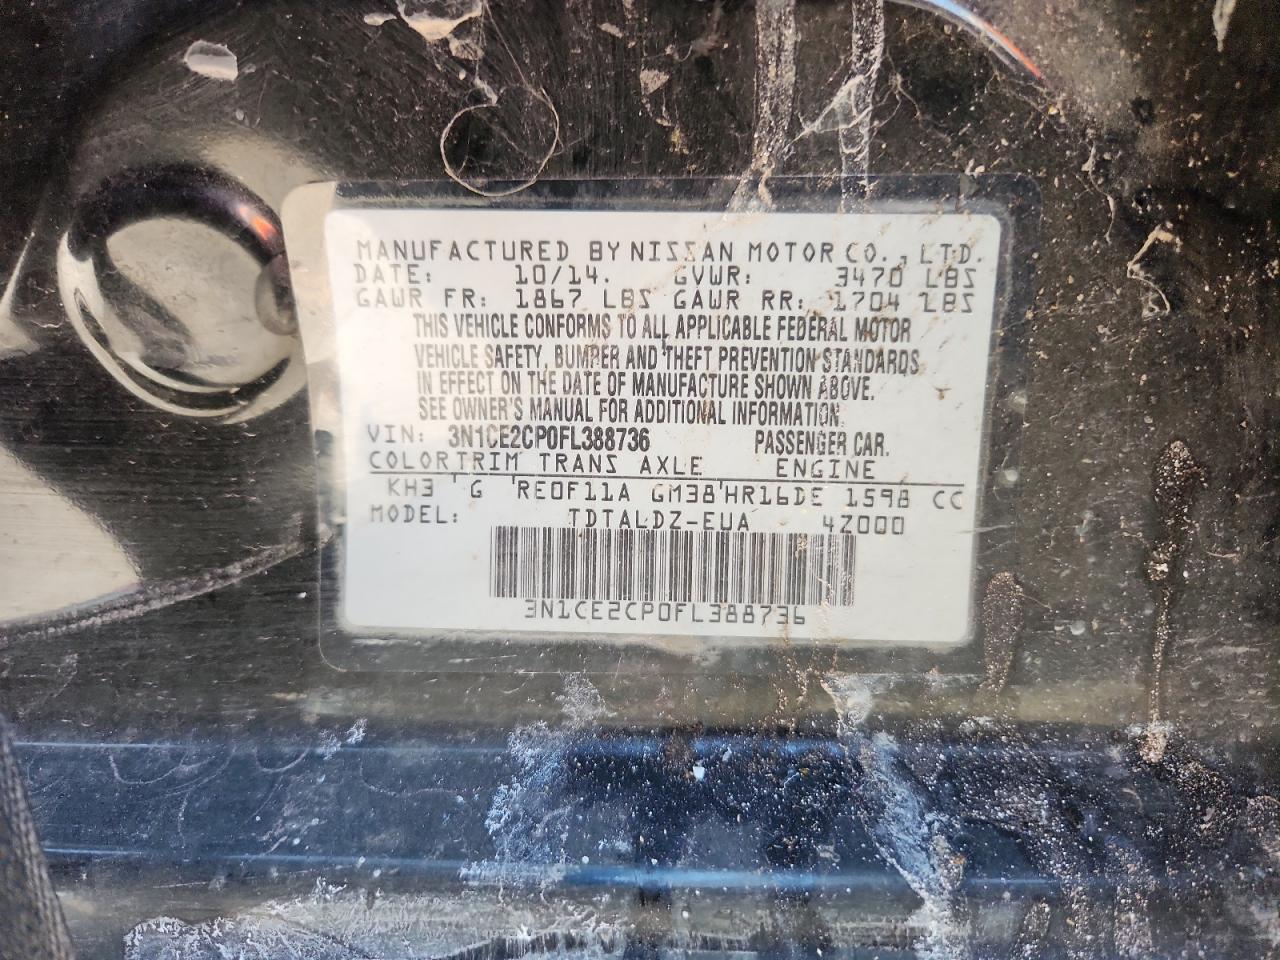 MANUFACTURED BY NISSAN MOTOR CO., LTD.
DATE: 10/14. GVWR: 3470 LBS
GAWR FR: 1867 LBS GAWR RR: 1704 LBS
THIS VEHICLE CONFORMS TO ALL APPLICABLE FEDERAL MOTOR
VEHICLE SAFETY, BUMPER AND THEFT PREVENTION STANDARDS
IN EFFECT ON THE DATE OF MANUFACTURE SHOWN ABOVE.
SEE OWNER'S MANUAL FOR ADDITIONAL INFORMATION.
VIN: 3N1CE2CP0FL388736 PASSENGER CAR.
COLOR TRIM TRANS AXLE ENGINE
KH3 G RE0F11A GM38 HR16DE 1598 CC
MODEL: TDTALDZ-EUA 4Z000
3N1CE2CP0FL388736